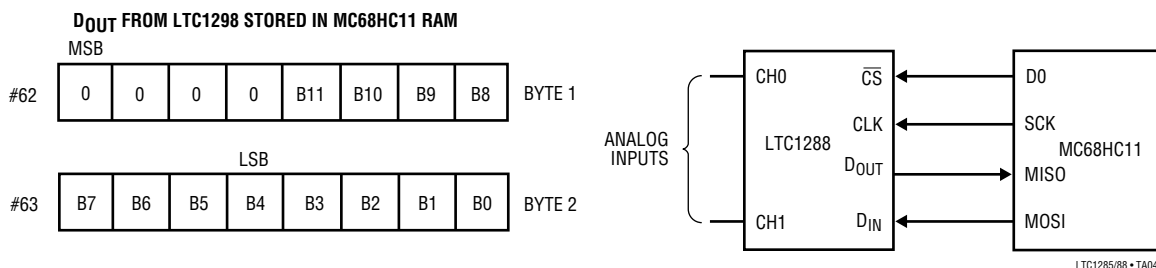 DOUT FROM LTC1298 STORED IN MC68HC11 RAM
MSB
#62 0 0 0 0 B11 B10 B9 B8 BYTE 1
LSB
#63 B7 B6 B5 B4 B3 B2 B1 B0 BYTE 2
ANALOG
INPUTS
CH0
CH1
LTC1288
CS
CLK
DOUT
DIN
D0
SCK
MC68HC11
MISO
MOSI
LTC1285/88 • TA04